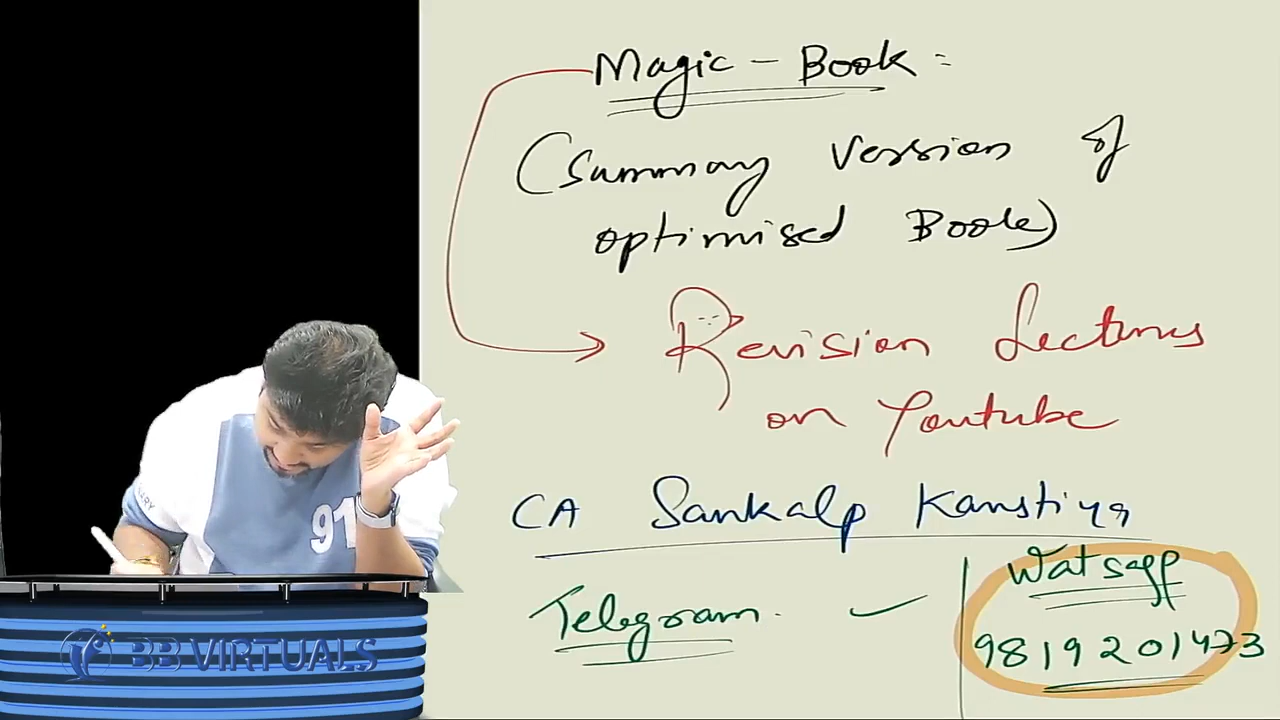 Magic - Book :
(Summary Version of
optimised Book)
Revision Lectures
on Youtube
CA Sankalp Kanstiya
Telegram.
Watsapp
9819201473
91
BB VIRTUALS